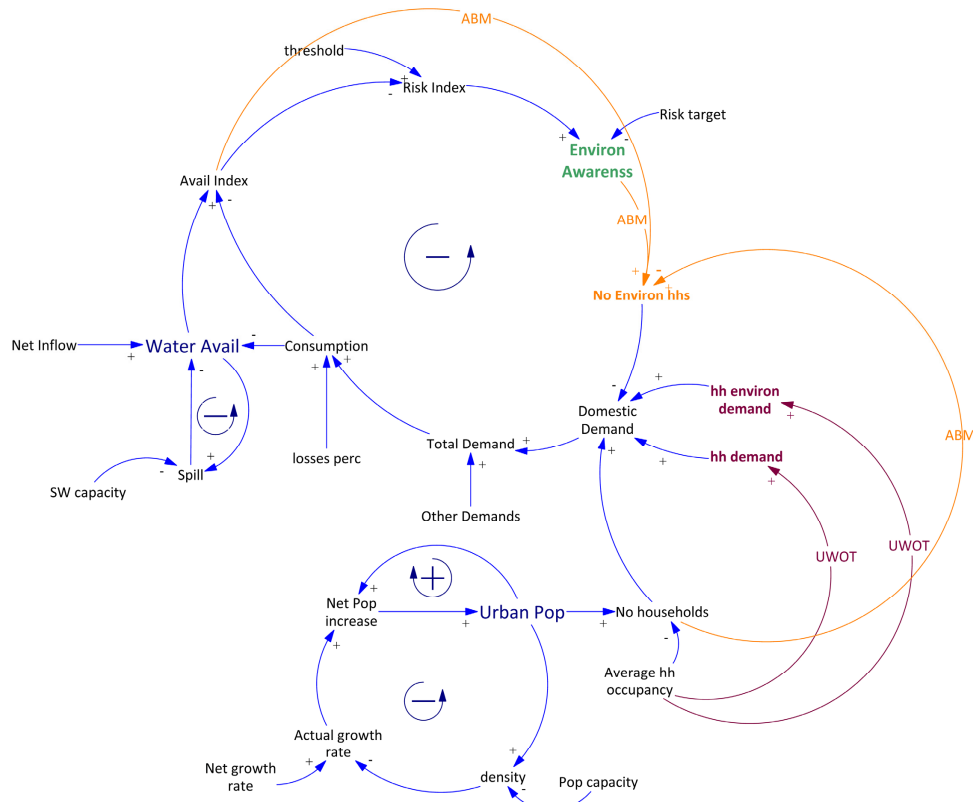 ABM
threshold
+
- Risk Index
Risk target
+
-
Environ
Awarenss
Avail Index
+ -
ABM
+ -
+
No Environ hhs
Net Inflow
+
Water Avail
-
Consumption
+ +
-
-
+
hh environ
demand
+
Domestic
Demand
+
ABM
Total Demand
+
+
hh demand
+
+
losses perc
+
-
Spill
SW capacity
Other Demands
UWOT
UWOT
+
+
Net Pop
increase
+
+
Urban Pop
+
No households
-
Average hh
occupancy
-
Actual growth
rate
+
-
+
Net growth
rate
density
-
Pop capacity